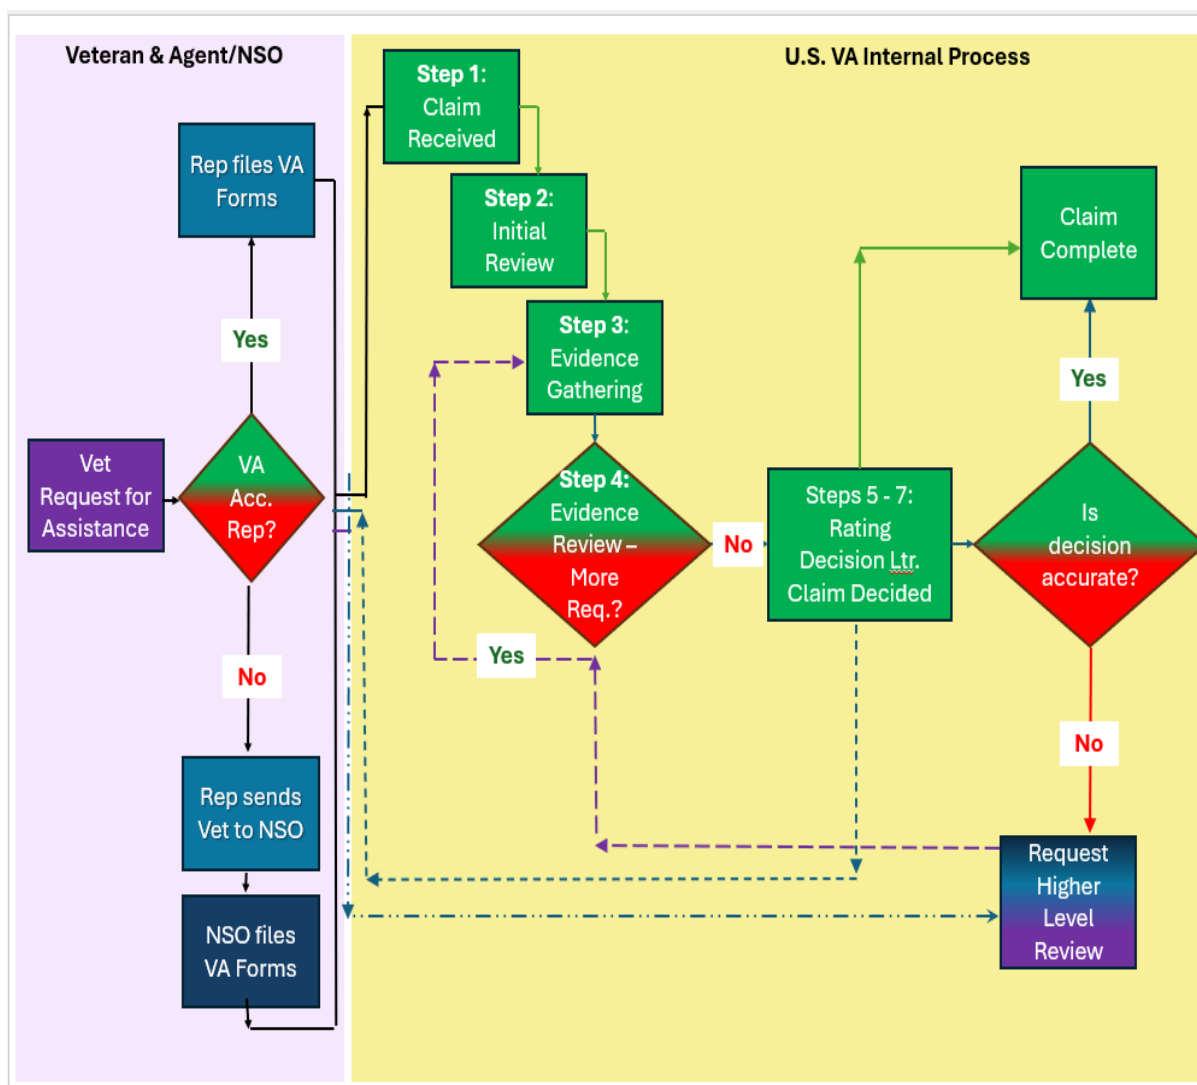 Veteran & Agent/NSO
U.S. VA Internal Process
Step 1:
Claim
Received
Rep files VA
Forms
Step 2:
Initial
Review
Claim
Complete
Step 3:
Evidence
Gathering
Yes
Yes
Vet
Request for
Assistance
VA
Acc.
Rep?
Step 4:
Evidence
Review –
More
Req.?
No
Steps 5 - 7:
Rating
Decision Ltr.
Claim Decided
Is
decision
accurate?
Yes
No
No
Rep sends
Vet to NSO
Request
Higher
Level
Review
NSO files
VA Forms